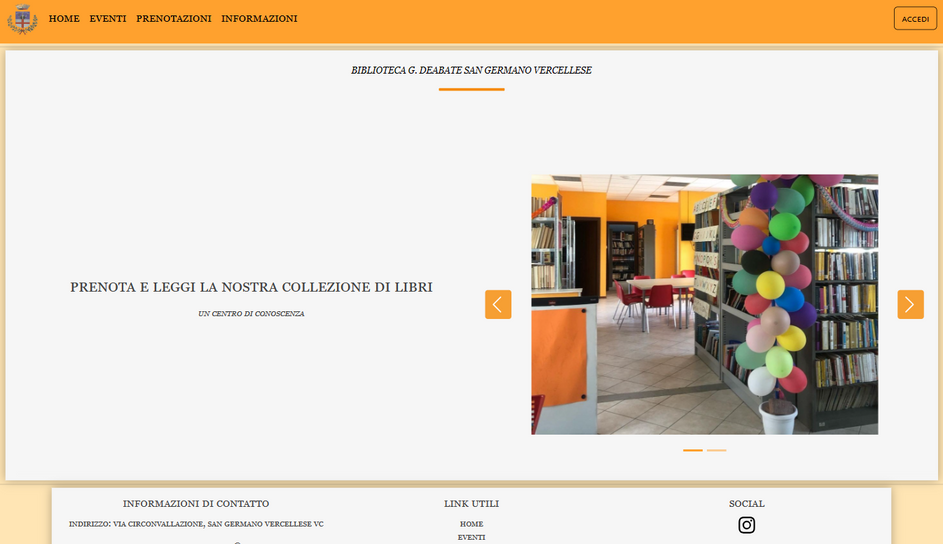 HOME EVENTI PRENOTAZIONI INFORMAZIONI ACCEDI
BIBLIOTECA G. DEABATE SAN GERMANO VERCELLESE
PRENOTA E LEGGI LA NOSTRA COLLEZIONE DI LIBRI
UN CENTRO DI CONOSCENZA
INFORMAZIONI DI CONTATTO
INDIRIZZO: VIA CIRCONVALLAZIONE, SAN GERMANO VERCELLESE VC
LINK UTILI
HOME
EVENTI
SOCIAL